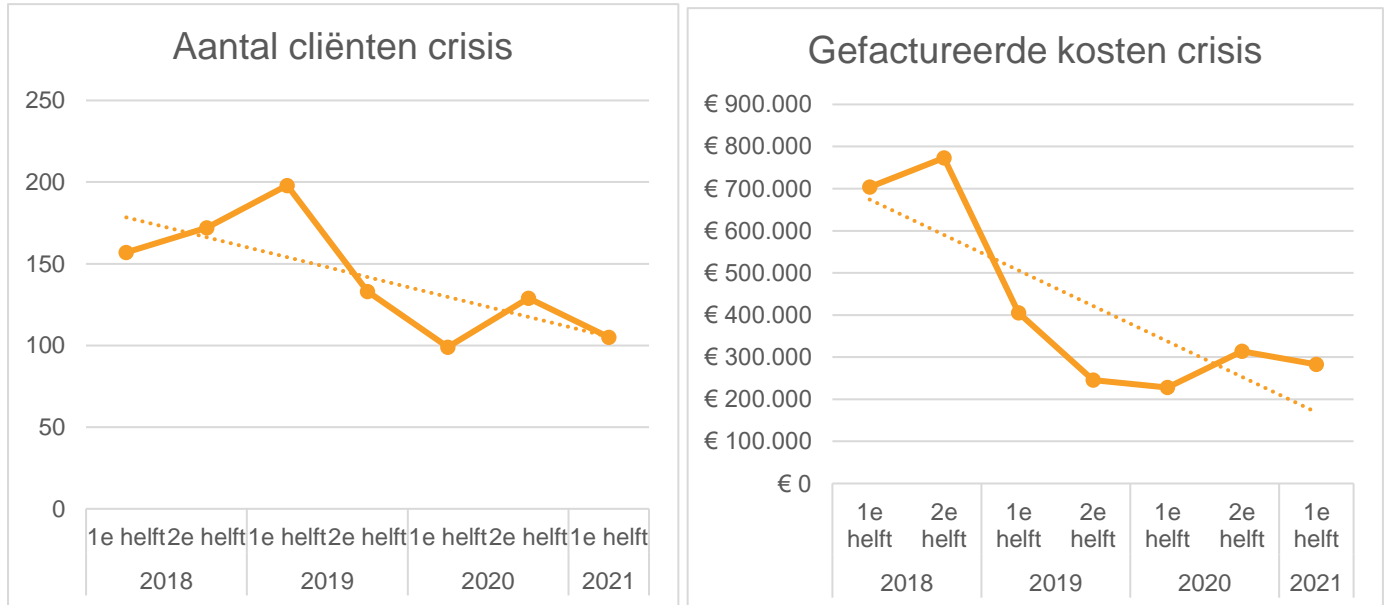 Aantal cliënten crisis
250
200
150
100
50
0
1e helft 2e helft 1e helft 2e helft 1e helft 2e helft 1e helft
2018 2019 2020 2021
Gefactureerde kosten crisis
€ 900.000
€ 800.000
€ 700.000
€ 600.000
€ 500.000
€ 400.000
€ 300.000
€ 200.000
€ 100.000
€ 0
1e 2e 1e 2e 1e 2e 1e
helft helft helft helft helft helft helft
2018 2019 2020 2021